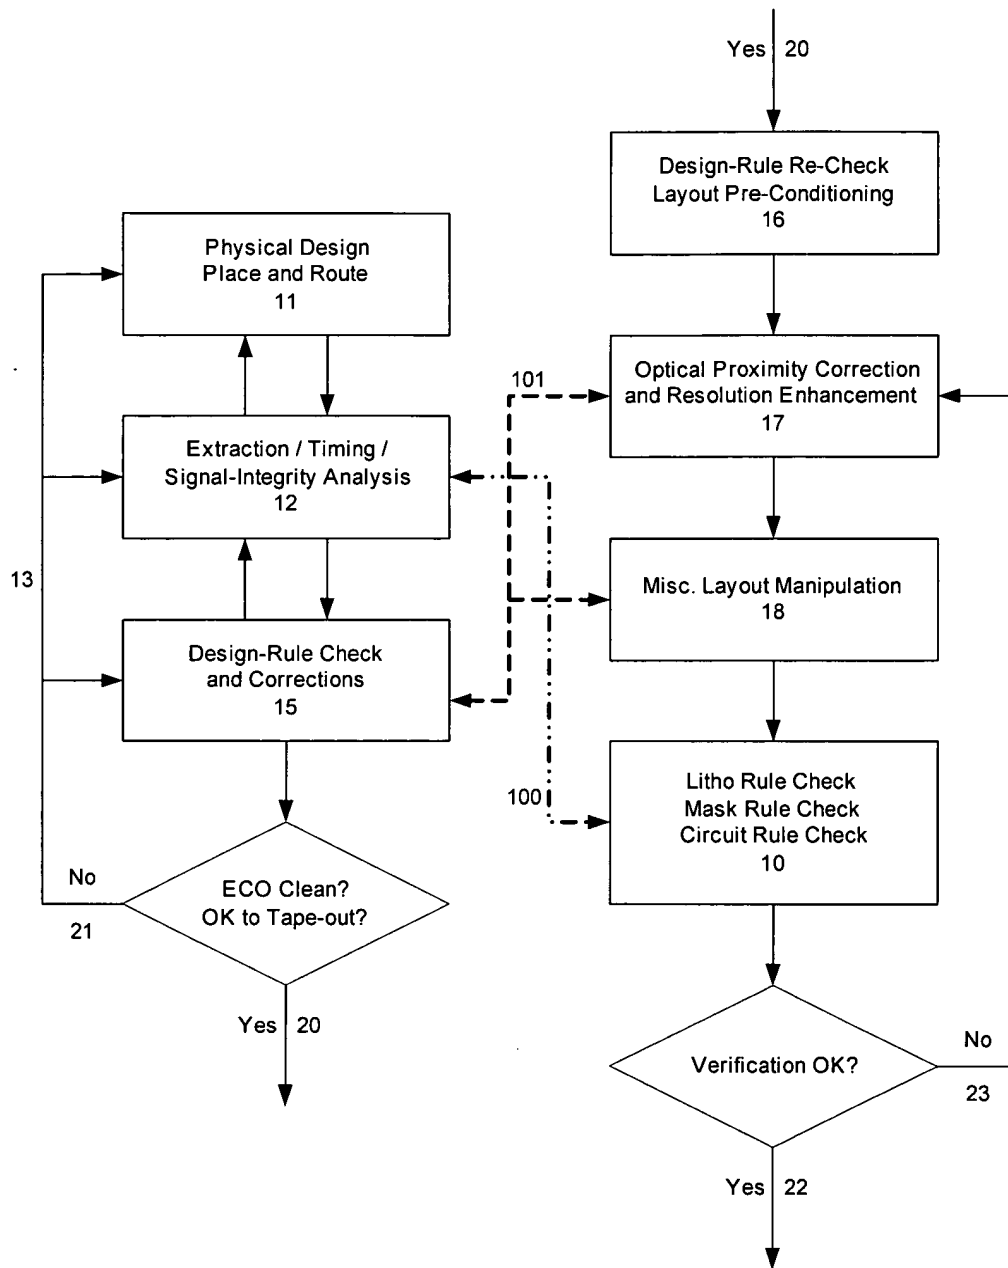 Physical Design
Place and Route
11
Extraction / Timing /
Signal-Integrity Analysis
12
13
Design-Rule Check
and Corrections
15
No
21
ECO Clean?
OK to Tape-out?
Yes 20
101
100
Yes 20
Design-Rule Re-Check
Layout Pre-Conditioning
16
Optical Proximity Correction
and Resolution Enhancement
17
Misc. Layout Manipulation
18
Litho Rule Check
Mask Rule Check
Circuit Rule Check
10
Verification OK?
No
23
Yes 22